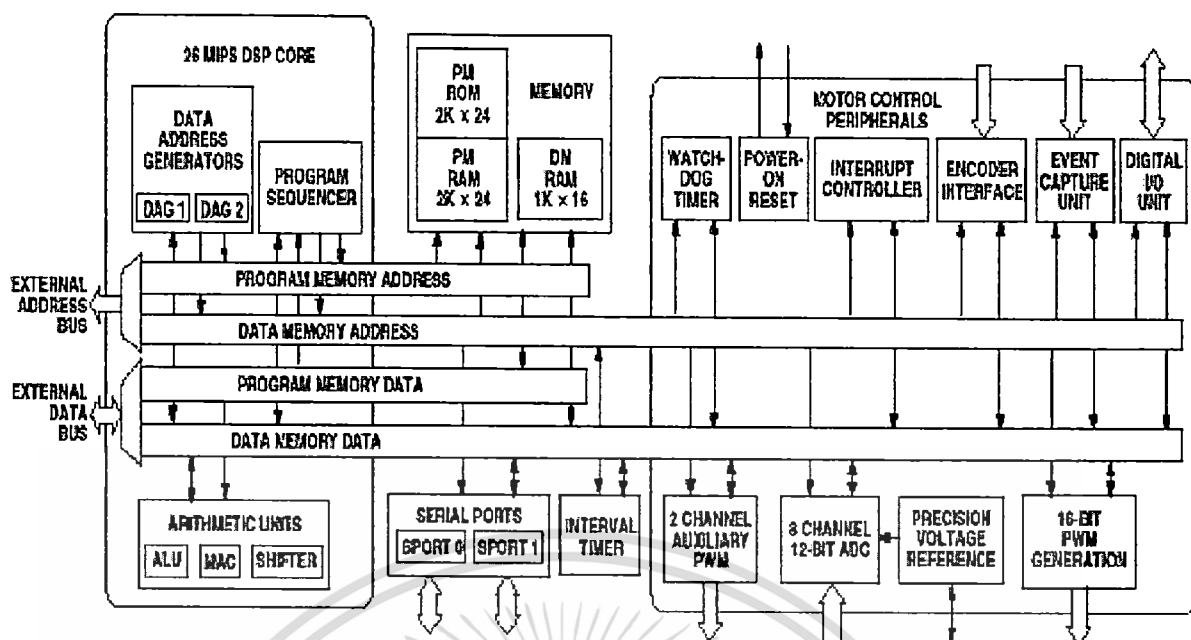 26 MIPS DSP CORE
DATA
ADDRESS
GENERATORS
DAG 1
DAG 2
PROGRAM
SEQUENCER
PM
ROM
2K x 24
MEMORY
PM
RAM
2K x 24
DM
RAM
1K x 16
MOTOR CONTROL
PERIPHERALS
WATCH-
DOG
TIMER
POWER-
ON
RESET
INTERRUPT
CONTROLLER
ENCODER
INTERFACE
EVENT
CAPTURE
UNIT
DIGITAL
I/O
UNIT
EXTERNAL
ADDRESS
BUS
PROGRAM MEMORY ADDRESS
DATA MEMORY ADDRESS
EXTERNAL
DATA
BUS
PROGRAM MEMORY DATA
DATA MEMORY DATA
ARITHMETIC UNITS
ALU
MAC
SHIFTER
SERIAL PORTS
SPORT 0
SPORT 1
INTERVAL
TIMER
2 CHANNEL
AUXILIARY
PWM
8 CHANNEL
12-BIT ADC
PRECISION
VOLTAGE
REFERENCE
16-BIT
PWM
GENERATION